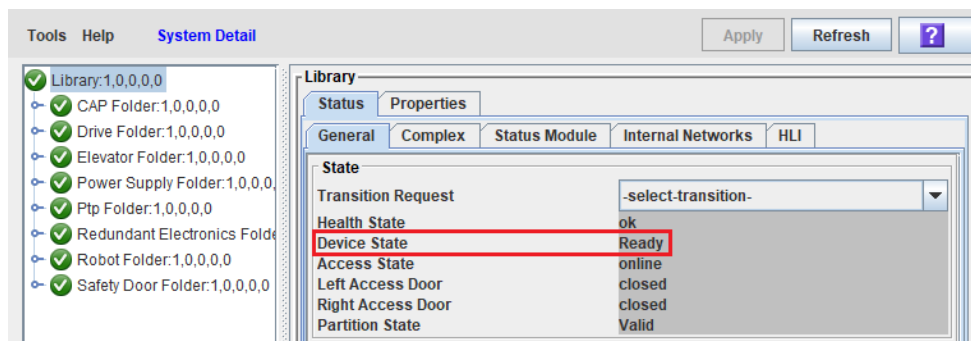 Tools Help System Detail Apply Refresh ?
Library:1,0,0,0,0
CAP Folder:1,0,0,0,0
Drive Folder:1,0,0,0,0
Elevator Folder:1,0,0,0,0
Power Supply Folder:1,0,0,0,
Ptp Folder:1,0,0,0,0
Redundant Electronics Folde
Robot Folder:1,0,0,0,0
Safety Door Folder:1,0,0,0,0
Library
Status Properties
General Complex Status Module Internal Networks HLI
State
Transition Request -select-transition-
Health State ok
Device State Ready
Access State online
Left Access Door closed
Right Access Door closed
Partition State Valid